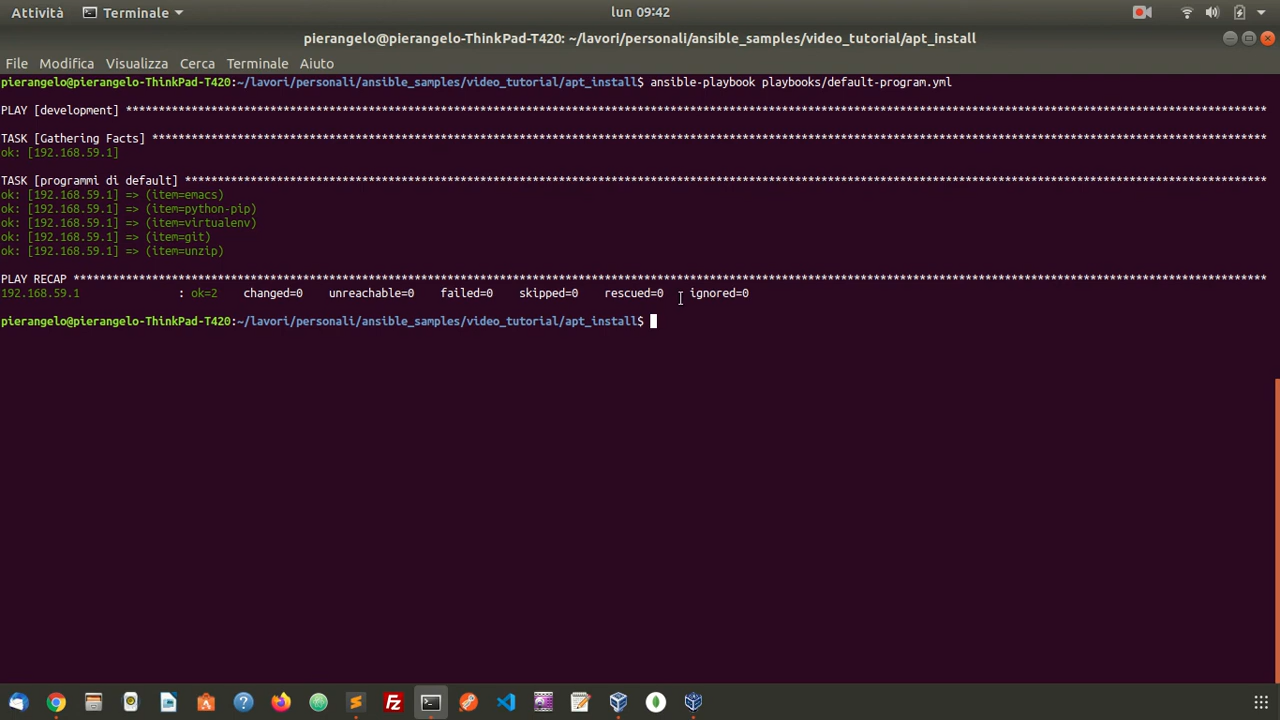 Attività Terminale lun 09:42
pierangelo@pierangelo-ThinkPad-T420: ~/lavori/personali/ansible_samples/video_tutorial/apt_install
File Modifica Visualizza Cerca Terminale Aiuto
pierangelo@pierangelo-ThinkPad-T420:~/lavori/personali/ansible_samples/video_tutorial/apt_install$ ansible-playbook playbooks/default-program.yml
PLAY [development] ******************************************************************************************************************************************************************************
TASK [Gathering Facts] **************************************************************************************************************************************************************************
ok: [192.168.59.1]
TASK [programmi di default] *********************************************************************************************************************************************************************
ok: [192.168.59.1] => (item=emacs)
ok: [192.168.59.1] => (item=python-pip)
ok: [192.168.59.1] => (item=virtualenv)
ok: [192.168.59.1] => (item=git)
ok: [192.168.59.1] => (item=unzip)
PLAY RECAP **************************************************************************************************************************************************************************************
192.168.59.1 : ok=2 changed=0 unreachable=0 failed=0 skipped=0 rescued=0 ignored=0
pierangelo@pierangelo-ThinkPad-T420:~/lavori/personali/ansible_samples/video_tutorial/apt_install$